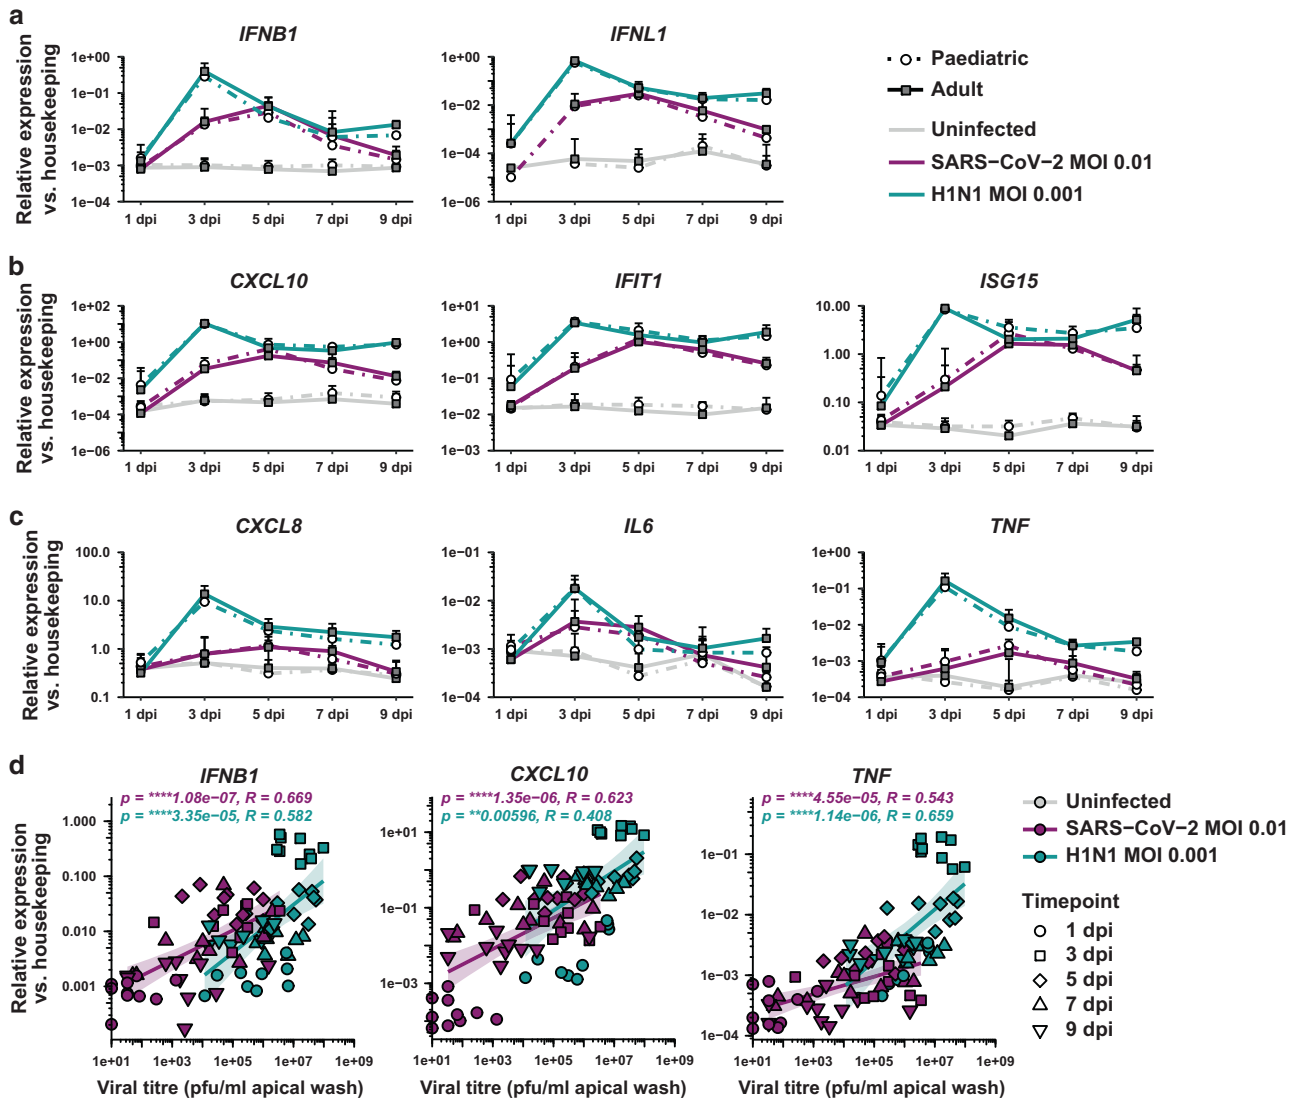 a
IFNB1
IFNL1
Relative expression
vs. housekeeping
1e+00
1e−01
1e−02
1e−03
1e−04
1 dpi
3 dpi
5 dpi
7 dpi
9 dpi
1e+00
1e−02
1e−04
1e−06
1 dpi
3 dpi
5 dpi
7 dpi
9 dpi
Paediatric
Adult
Uninfected
SARS−CoV−2 MOI 0.01
H1N1 MOI 0.001
b
CXCL10
IFIT1
ISG15
Relative expression
vs. housekeeping
1e+02
1e+00
1e−02
1e−04
1e−06
1 dpi
3 dpi
5 dpi
7 dpi
9 dpi
1e+01
1e+00
1e−01
1e−02
1e−03
1 dpi
3 dpi
5 dpi
7 dpi
9 dpi
10.00
1.00
0.10
0.01
1 dpi
3 dpi
5 dpi
7 dpi
9 dpi
c
CXCL8
IL6
TNF
Relative expression
vs. housekeeping
100.0
10.0
1.0
0.1
1 dpi
3 dpi
5 dpi
7 dpi
9 dpi
1e−01
1e−02
1e−03
1e−04
1 dpi
3 dpi
5 dpi
7 dpi
9 dpi
1e+00
1e−01
1e−02
1e−03
1e−04
1 dpi
3 dpi
5 dpi
7 dpi
9 dpi
d
IFNB1
p = ****1.08e−07, R = 0.669
p = ****3.35e−05, R = 0.582
CXCL10
p = ****1.35e−06, R = 0.623
p = **0.00596, R = 0.408
TNF
p = ****4.55e−05, R = 0.543
p = ****1.14e−06, R = 0.659
Relative expression
vs. housekeeping
1.000
0.100
0.010
0.001
1e+01
1e+03
1e+05
1e+07
1e+09
Viral titre (pfu/ml apical wash)
1e+01
1e−01
1e−03
1e+01
1e+03
1e+05
1e+07
1e+09
Viral titre (pfu/ml apical wash)
1e−01
1e−02
1e−03
1e−04
1e+01
1e+03
1e+05
1e+07
1e+09
Viral titre (pfu/ml apical wash)
Uninfected
SARS−CoV−2 MOI 0.01
H1N1 MOI 0.001
Timepoint
1 dpi
3 dpi
5 dpi
7 dpi
9 dpi